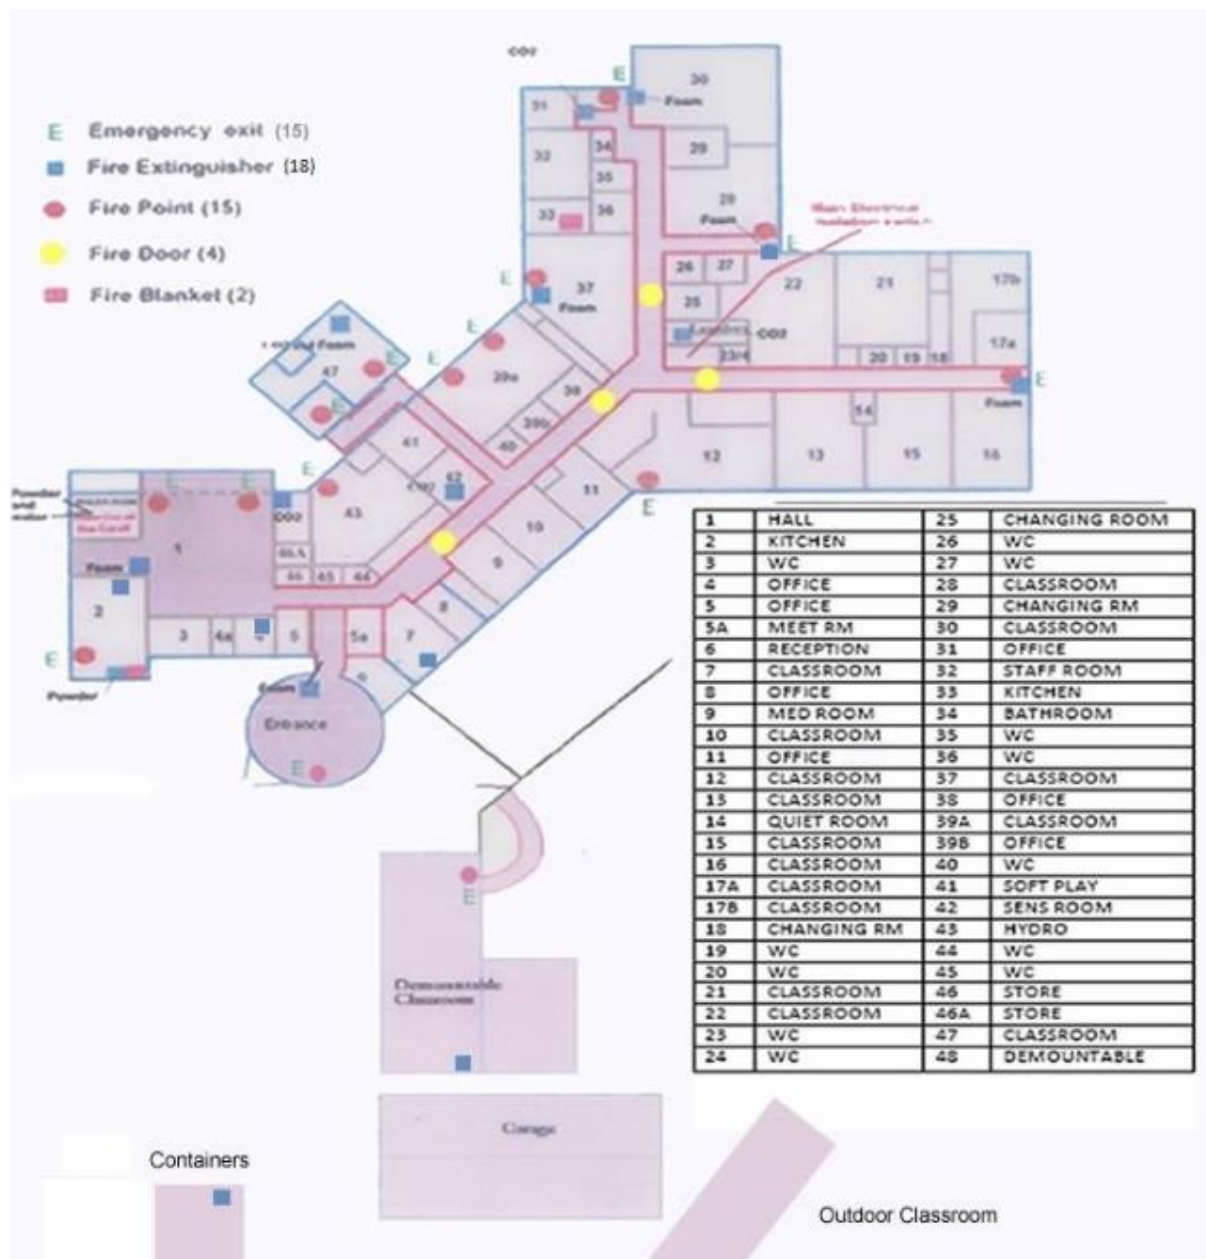 CO2
E
30
Foam
31
E Emergency exit (15)
34
29
Fire Extinguisher (18)
32
35
28
Fire Point (15)
33
36
Foam
Main Electrical
E
Fire Door (4)
26
27
22
21
17b
E
37
Fire Blanket (2)
Foam
25
E
CO2
23/4
20
19
18
17a
E
E
Foam
39a
E
47
38
Foam
E
39b
14
41
40
12
13
15
16
E
42
11
Powder
and
water
E
E
CO2
43
E
10
1
46A
9
Foam
46
45
44
2
8
3
4a
4
5
5a
7
E
6
Powder
Foam
Entrance
E
1 HALL 25 CHANGING ROOM
2 KITCHEN 26 WC
3 WC 27 WC
4 OFFICE 28 CLASSROOM
5 OFFICE 29 CHANGING RM
5A MEET RM 30 CLASSROOM
6 RECEPTION 31 OFFICE
7 CLASSROOM 32 STAFF ROOM
8 OFFICE 33 KITCHEN
9 MED ROOM 34 BATHROOM
10 CLASSROOM 35 WC
11 OFFICE 36 WC
12 CLASSROOM 37 CLASSROOM
13 CLASSROOM 38 OFFICE
14 QUIET ROOM 39A CLASSROOM
15 CLASSROOM 39B OFFICE
16 CLASSROOM 40 WC
17A CLASSROOM 41 SOFT PLAY
17B CLASSROOM 42 SENS ROOM
18 CHANGING RM 43 HYDRO
19 WC 44 WC
20 WC 45 WC
21 CLASSROOM 46 STORE
22 CLASSROOM 46A STORE
23 WC 47 CLASSROOM
24 WC 48 DEMOUNTABLE
E
Demountable
Classroom
Garage
Containers
Outdoor Classroom